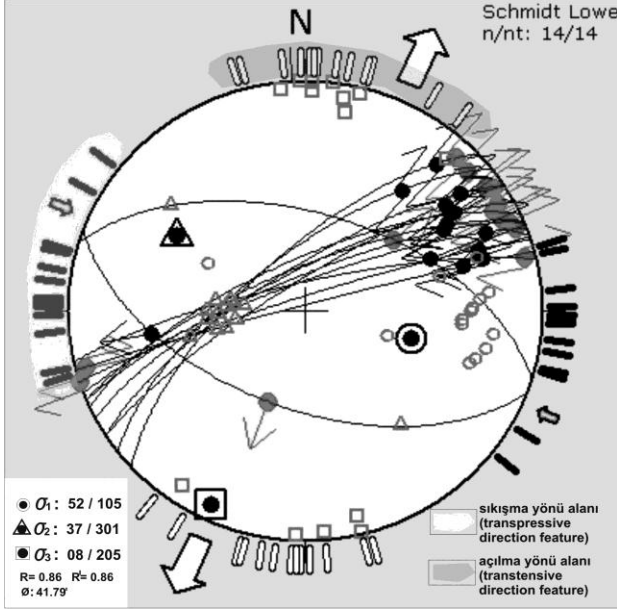 Schmidt Lowe
n/nt: 14/14
N
σ₁ : 52 / 105
σ₂ : 37 / 301
σ₃ : 08 / 205
R= 0.86 R'= 0.86
Ø: 41.79'
sıkışma yönü alanı
(transpressive
direction feature)
açılma yönü alanı
(transtensive
direction feature)